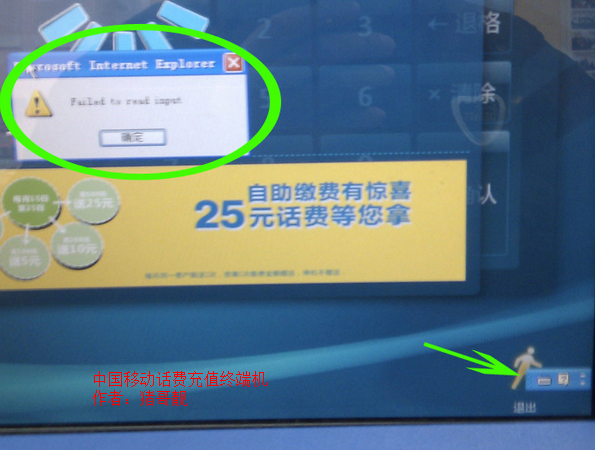 2 3 ← 退格
rosoft Internet Explorer
Failed to read input
确定
5 6 × 清除
认
送25元
送10元
送5元
自助缴费有惊喜
25元话费等您拿
中国移动话费充值终端机
作者：
退出